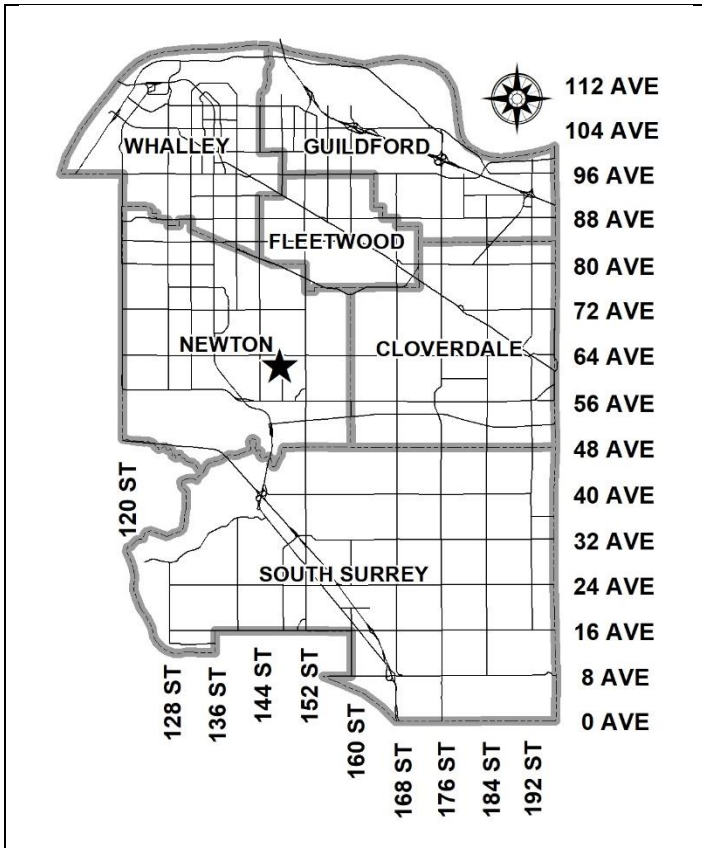 112 AVE
104 AVE
WHALLEY
GUILDFORD
96 AVE
88 AVE
FLEETWOOD
80 AVE
72 AVE
NEWTON
CLOVERDALE
64 AVE
56 AVE
48 AVE
120 ST
40 AVE
32 AVE
SOUTH SURREY
24 AVE
16 AVE
8 AVE
0 AVE
128 ST
136 ST
144 ST
152 ST
160 ST
168 ST
176 ST
184 ST
192 ST